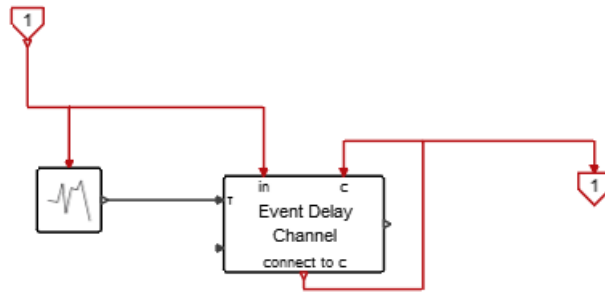 1
in c
τ
Event Delay
Channel
connect to c
1